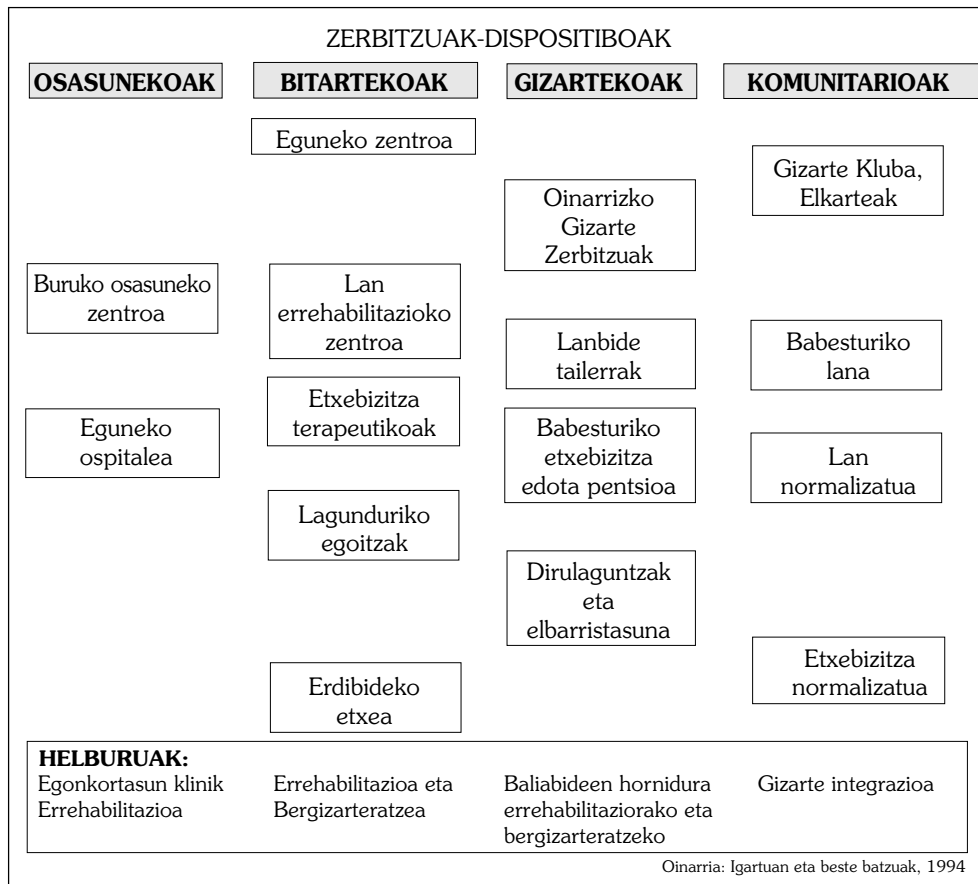 ZERBITZUAK-DISPOSITIBOAK
OSASUNEKOAK
BITARTEKOAK
GIZARTEKOAK
KOMUNITARIOAK
Buruko osasuneko
zentroa
Eguneko
ospitalea
Eguneko zentroa
Lan
errehabilitazioko
zentroa
Etxebizitza
terapeutikoak
Lagunduriko
egoitzak
Erdibideko
etxea
Oinarrizko
Gizarte
Zerbitzuak
Lanbide
tailerrak
Babesturiko
etxebizitza
edota pentsioa
Dirulaguntzak
eta
elbarristasuna
Gizarte Kluba,
Elkarteak
Babesturiko
lana
Lan
normalizatua
Etxebizitza
normalizatua
HELBURUAK:
Egonkortasun klinik
Errehabilitazioa
Errehabilitazioa eta
Bergizarteratzea
Baliabideen hornidura
errehabilitaziorako eta
bergizarteratzeko
Gizarte integrazioa
Oinarria: Igartuan eta beste batzuak, 1994